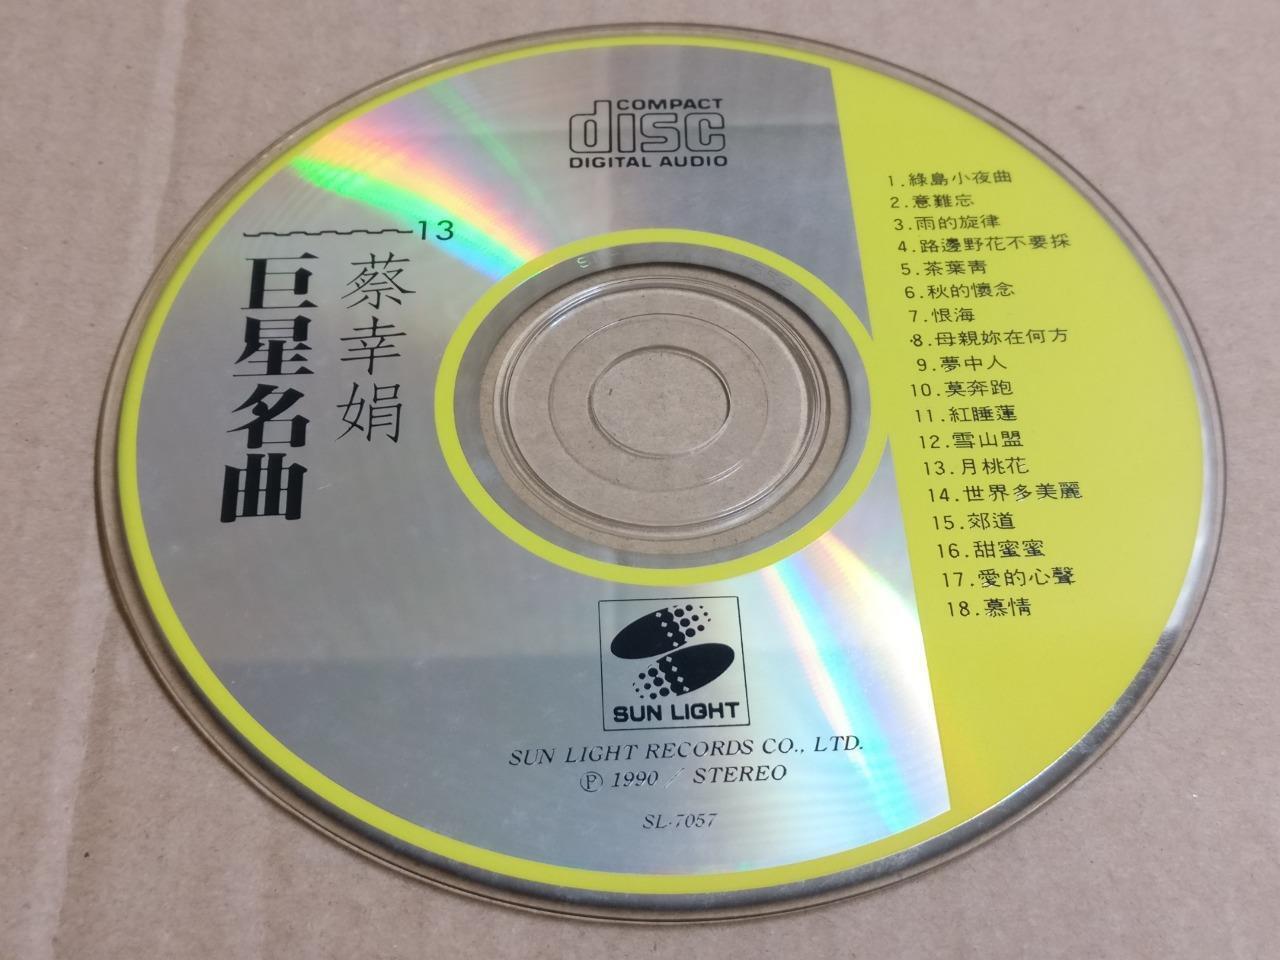 COMPACT
disc
DIGITAL AUDIO
13
蔡幸娟
巨星名曲
1.綠島小夜曲
2.意難忘
3.雨的旋律
4.路邊野花不要採
5.茶葉靑
6.秋的懷念
7.恨海
8.母親妳在何方
9.夢中人
10.莫奔跑
11.紅睡蓮
12.雪山盟
13.月桃花
14.世界多美麗
15.郊道
16.甜蜜蜜
17.愛的心聲
18.慕情
SUN LIGHT
SUN LIGHT RECORDS CO., LTD.
Ⓟ 1990 / STEREO
SL-7057